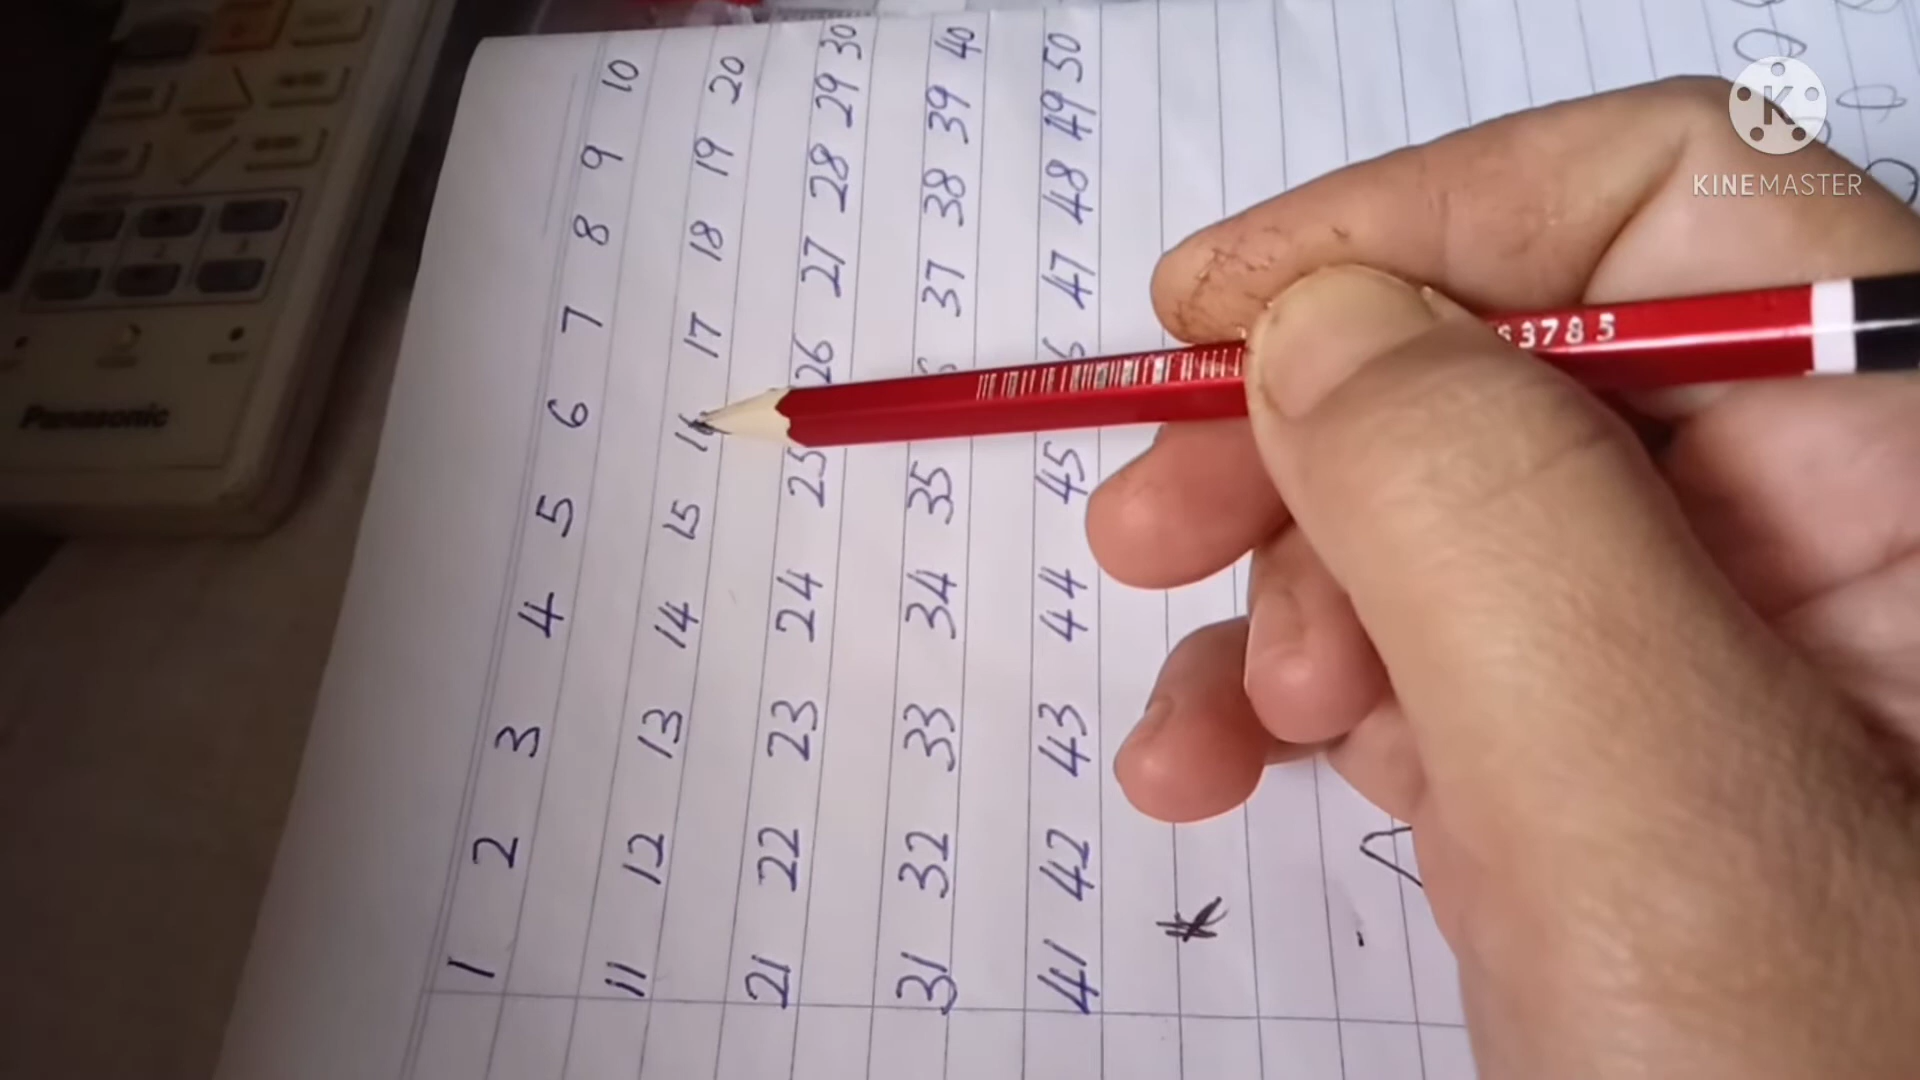 1 2 3 4 5 6 7 8 9 10
11 12 13 14 15 16 17 18 19 20
21 22 23 24 25 26 27 28 29 30
31 32 33 34 35 37 38 39 40
41 42 43 44 45 47 48 49 50
Panasonic
3785
KINEMASTER